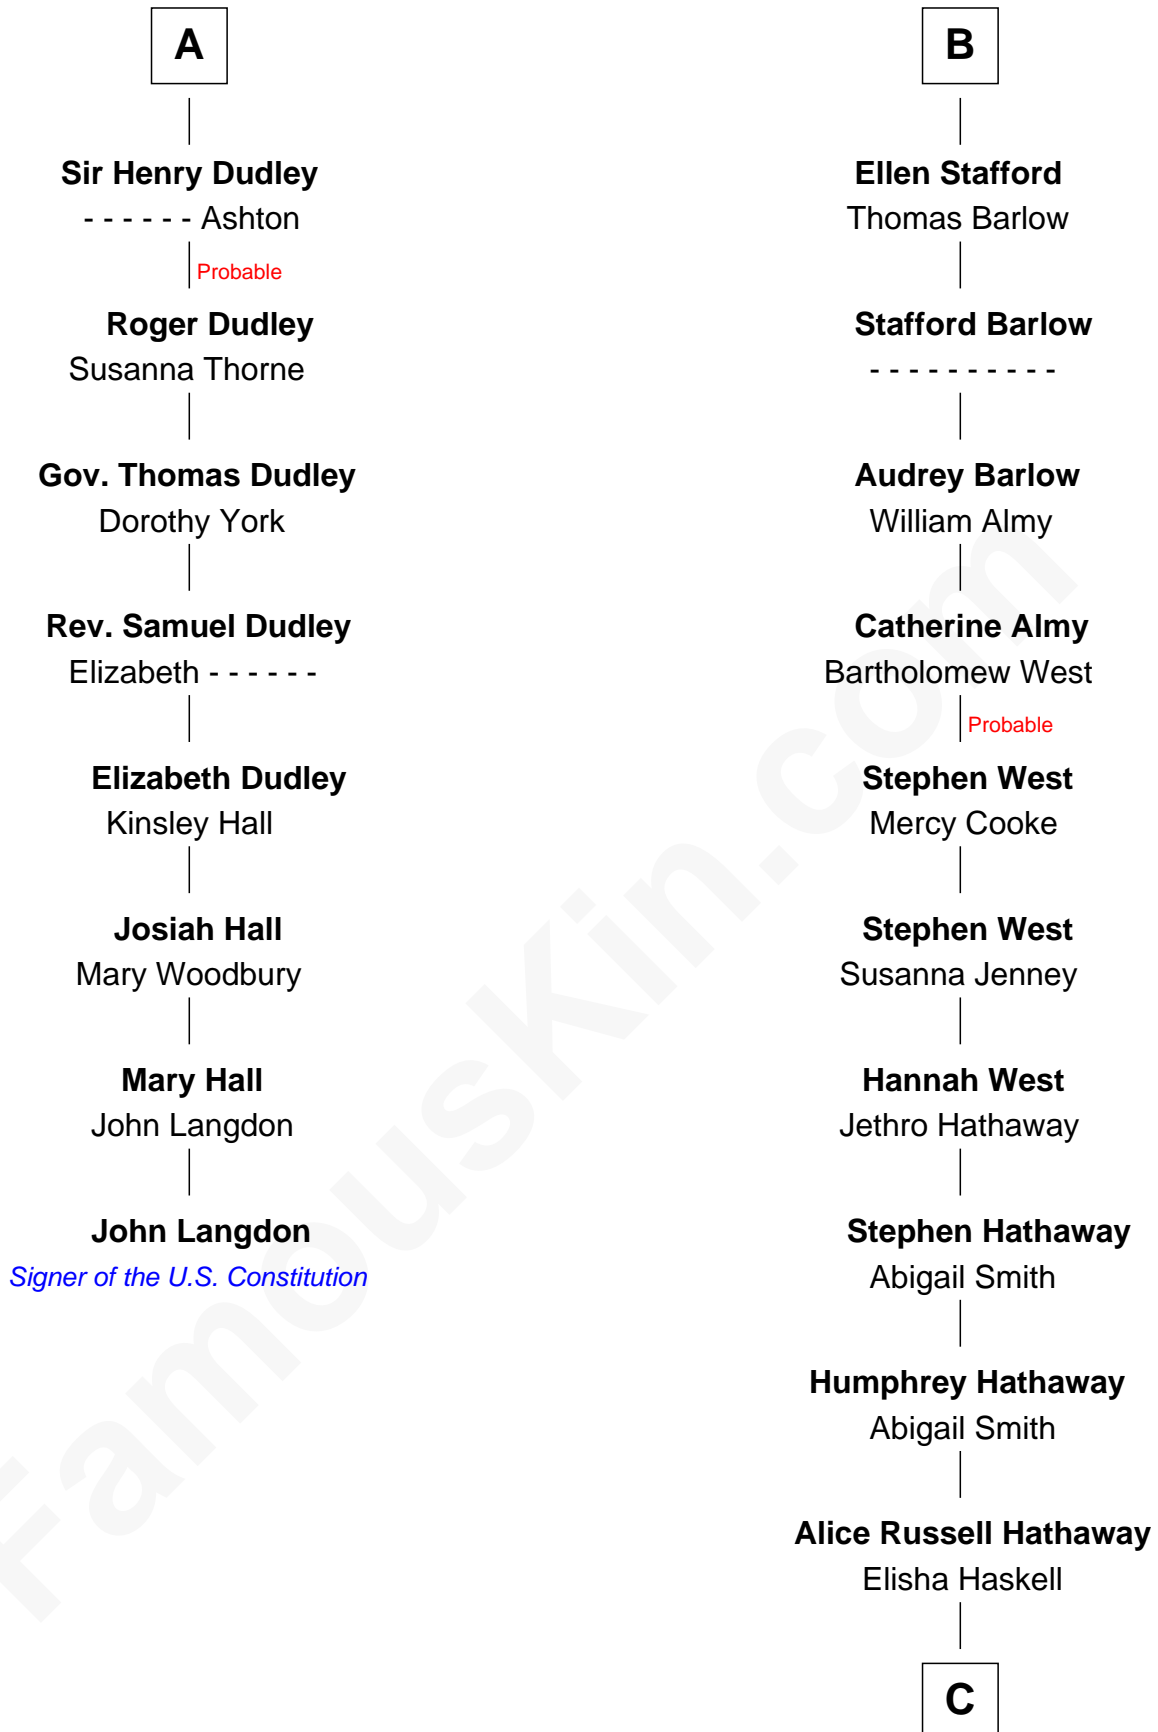 A
Sir Henry Dudley
- - - - - - Ashton
Probable
Roger Dudley
Susanna Thorne
Gov. Thomas Dudley
Dorothy York
Rev. Samuel Dudley
Elizabeth - - - - - -
Elizabeth Dudley
Kinsley Hall
Josiah Hall
Mary Woodbury
Mary Hall
John Langdon
John Langdon
Signer of the U.S. Constitution
B
Ellen Stafford
Thomas Barlow
Stafford Barlow
- - - - - - - - - -
Audrey Barlow
William Almy
Catherine Almy
Bartholomew West
Probable
Stephen West
Mercy Cooke
Stephen West
Susanna Jenney
Hannah West
Jethro Hathaway
Stephen Hathaway
Abigail Smith
Humphrey Hathaway
Abigail Smith
Alice Russell Hathaway
Elisha Haskell
C
FamousKin.com